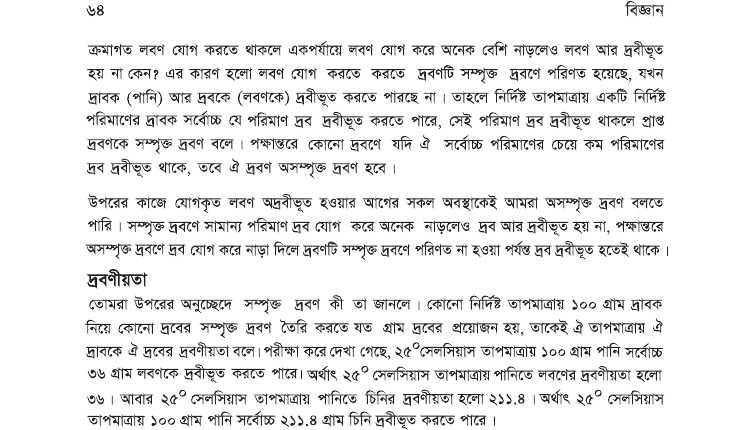 ৬৪ বিজ্ঞান
ক্রমাগত লবণ যোগ করতে থাকলে একপর্যায়ে লবণ যোগ করে অনেক বেশি নাড়লেও লবণ আর দ্রবীভূত
হয় না কেন? এর কারণ হলো লবণ যোগ করতে করতে দ্রবণটি সম্পৃক্ত দ্রবণে পরিণত হয়েছে, যখন
দ্রাবক (পানি) আর দ্রবকে (লবণকে) দ্রবীভূত করতে পারছে না। তাহলে নির্দিষ্ট তাপমাত্রায় একটি নির্দিষ্ট
পরিমাণের দ্রাবক সর্বোচ্চ যে পরিমাণ দ্রব দ্রবীভূত করতে পারে, সেই পরিমাণ দ্রব দ্রবীভূত থাকলে প্রাপ্ত
দ্রবণকে সম্পৃক্ত দ্রবণ বলে। পক্ষান্তরে কোনো দ্রবণে যদি ঐ সর্বোচ্চ পরিমাণের চেয়ে কম পরিমাণের
দ্রব দ্রবীভূত থাকে, তবে ঐ দ্রবণ অসম্পৃক্ত দ্রবণ হবে।
উপরের কাজে যোগকৃত লবণ অদ্রবীভূত হওয়ার আগের সকল অবস্থাকেই আমরা অসম্পৃক্ত দ্রবণ বলতে
পারি। সম্পৃক্ত দ্রবণে সামান্য পরিমাণ দ্রব যোগ করে অনেক নাড়লেও দ্রব আর দ্রবীভূত হয় না, পক্ষান্তরে
অসম্পৃক্ত দ্রবণে দ্রব যোগ করে নাড়া দিলে দ্রবণটি সম্পৃক্ত দ্রবণে পরিণত না হওয়া পর্যন্ত দ্রব দ্রবীভূত হতেই থাকে।
দ্রবণীয়তা
তোমরা উপরের অনুচ্ছেদে সম্পৃক্ত দ্রবণ কী তা জানলে। কোনো নির্দিষ্ট তাপমাত্রায় ১০০ গ্রাম দ্রাবক
নিয়ে কোনো দ্রবের সম্পৃক্ত দ্রবণ তৈরি করতে যত গ্রাম দ্রবের প্রয়োজন হয়, তাকেই ঐ তাপমাত্রায় ঐ
দ্রাবকে ঐ দ্রবের দ্রবণীয়তা বলে। পরীক্ষা করে দেখা গেছে, ২৫⁰সেলসিয়াস তাপমাত্রায় ১০০ গ্রাম পানি সর্বোচ্চ
৩৬ গ্রাম লবণকে দ্রবীভূত করতে পারে। অর্থাৎ ২৫⁰ সেলসিয়াস তাপমাত্রায় পানিতে লবণের দ্রবণীয়তা হলো
৩৬। আবার ২৫⁰ সেলসিয়াস তাপমাত্রায় পানিতে চিনির দ্রবণীয়তা হলো ২১১.৪। অর্থাৎ ২৫⁰ সেলসিয়াস
তাপমাত্রায় ১০০ গ্রাম পানি সর্বোচ্চ ২১১.৪ গ্রাম চিনি দ্রবীভূত করতে পারে।